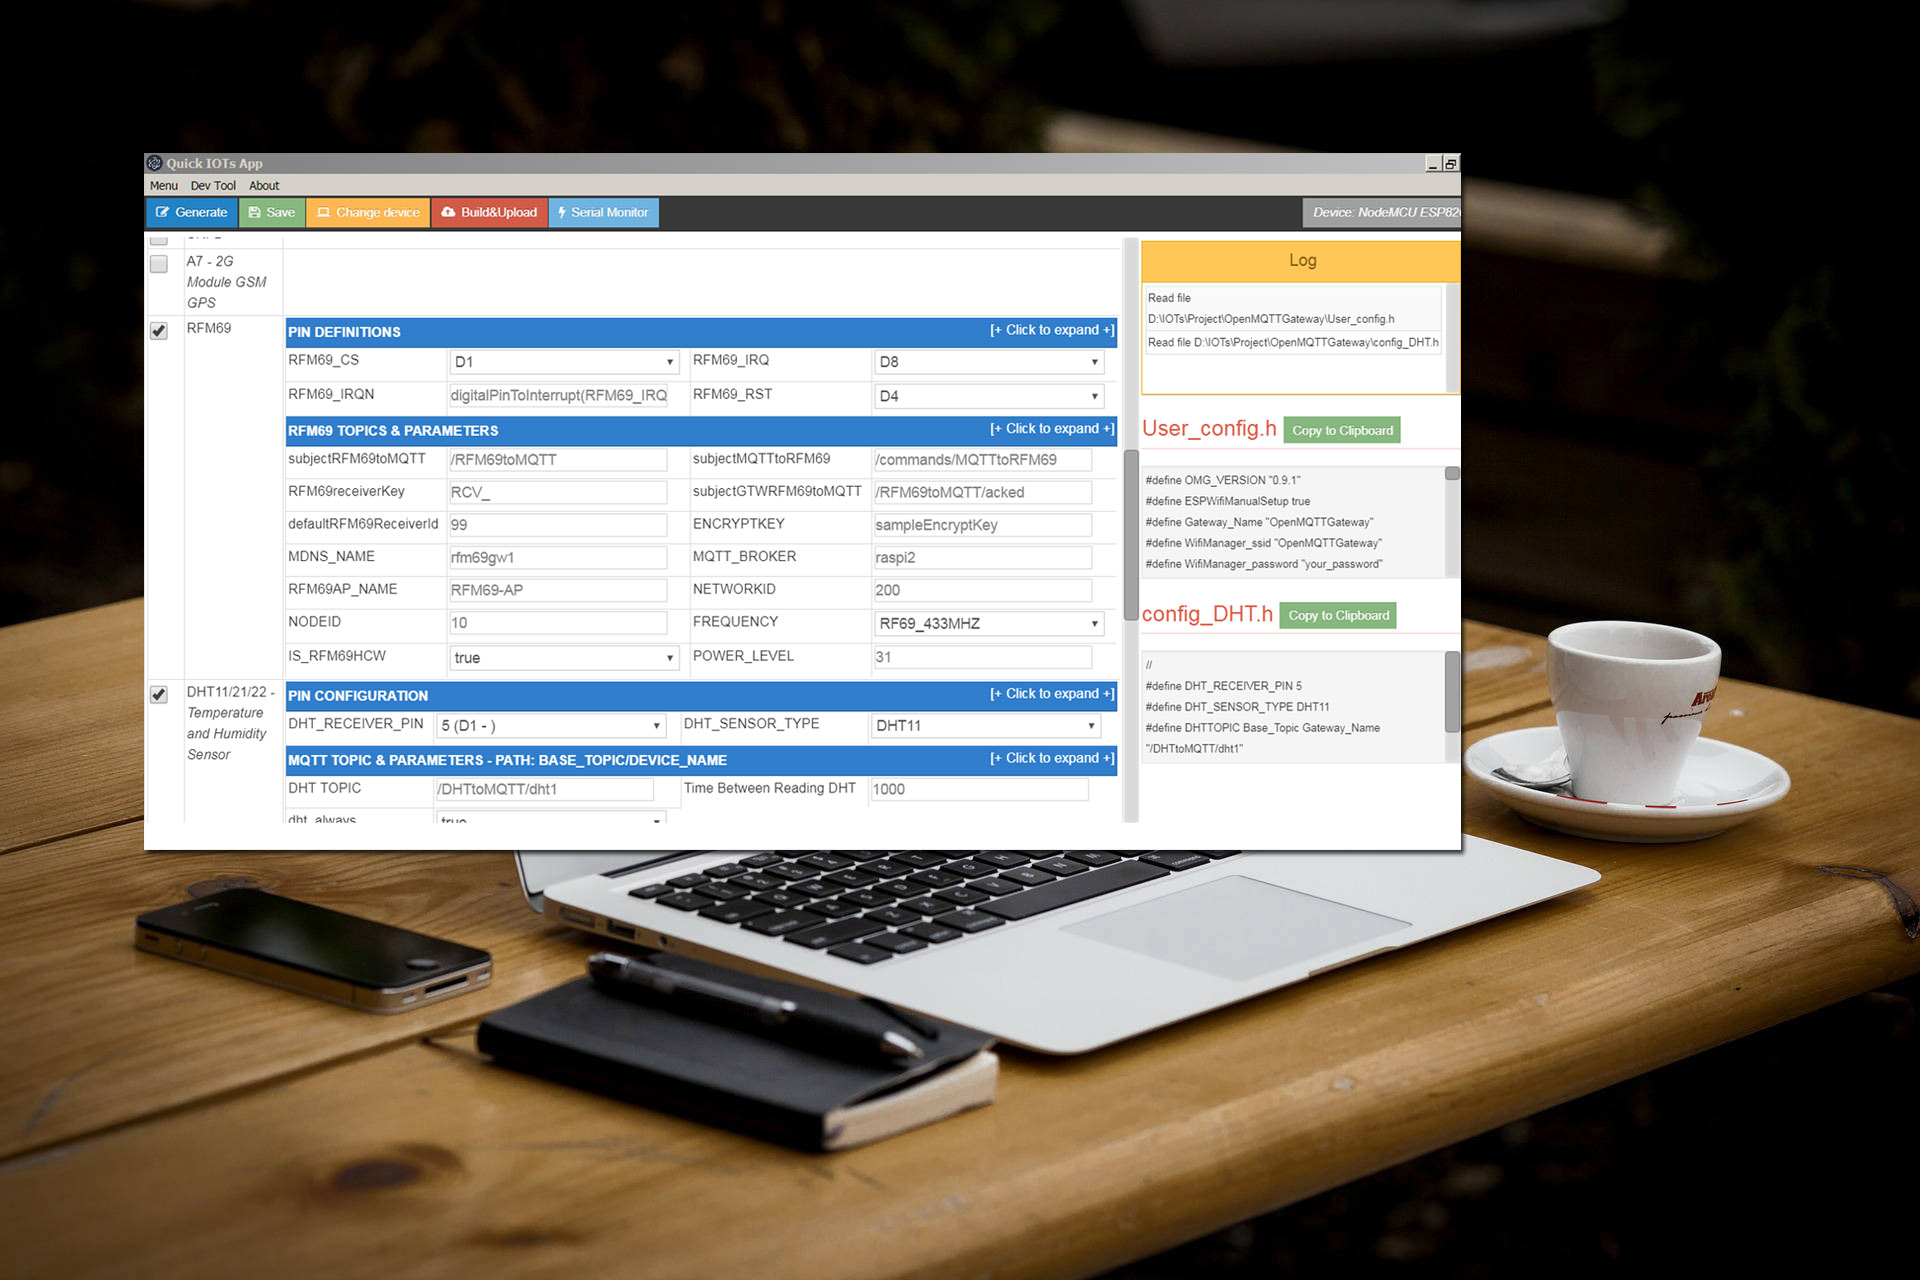 Quick IOTs App
Menu Dev Tool About
Generate Save Change device Build&Upload Serial Monitor Device: NodeMCU ESP82
A7 - 2G
Module GSM
GPS
RFM69
PIN DEFINITIONS [+ Click to expand +]
RFM69_CS D1 RFM69_IRQ D8
RFM69_IRQN digitalPinToInterrupt(RFM69_IRQ RFM69_RST D4
RFM69 TOPICS & PARAMETERS [+ Click to expand +]
subjectRFM69toMQTT /RFM69toMQTT subjectMQTTtoRFM69 /commands/MQTTtoRFM69
RFM69receiverKey RCV_ subjectGTWRFM69toMQTT /RFM69toMQTT/acked
defaultRFM69ReceiverId 99 ENCRYPTKEY sampleEncryptKey
MDNS_NAME rfm69gw1 MQTT_BROKER raspi2
RFM69AP_NAME RFM69-AP NETWORKID 200
NODEID 10 FREQUENCY RF69_433MHZ
IS_RFM69HCW true POWER_LEVEL 31
DHT11/21/22 -
Temperature
and Humidity
Sensor
PIN CONFIGURATION [+ Click to expand +]
DHT_RECEIVER_PIN 5 (D1 - ) DHT_SENSOR_TYPE DHT11
MQTT TOPIC & PARAMETERS - PATH: BASE_TOPIC/DEVICE_NAME [+ Click to expand +]
DHT TOPIC /DHTtoMQTT/dht1 Time Between Reading DHT 1000
dht_always true
Log
Read file
D:\IOTs\Project\OpenMQTTGateway\User_config.h
Read file D:\IOTs\Project\OpenMQTTGateway\config_DHT.h
User_config.h Copy to Clipboard
#define OMG_VERSION "0.9.1"
#define ESPWifiManualSetup true
#define Gateway_Name "OpenMQTTGateway"
#define WifiManager_ssid "OpenMQTTGateway"
#define WifiManager_password "your_password"
config_DHT.h Copy to Clipboard
//
#define DHT_RECEIVER_PIN 5
#define DHT_SENSOR_TYPE DHT11
#define DHTTOPIC Base_Topic Gateway_Name
"/DHTtoMQTT/dht1"